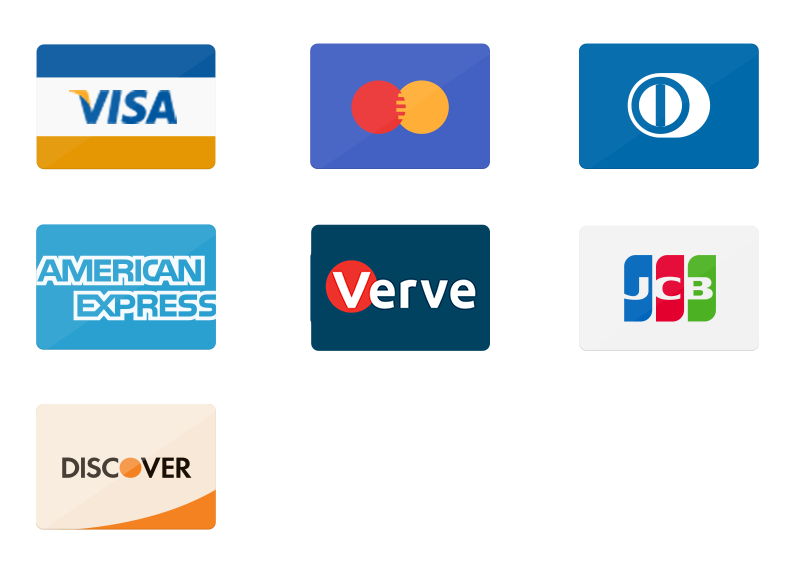 VISA
AMERICAN
EXPRESS
Verve
JCB
DISCOVER